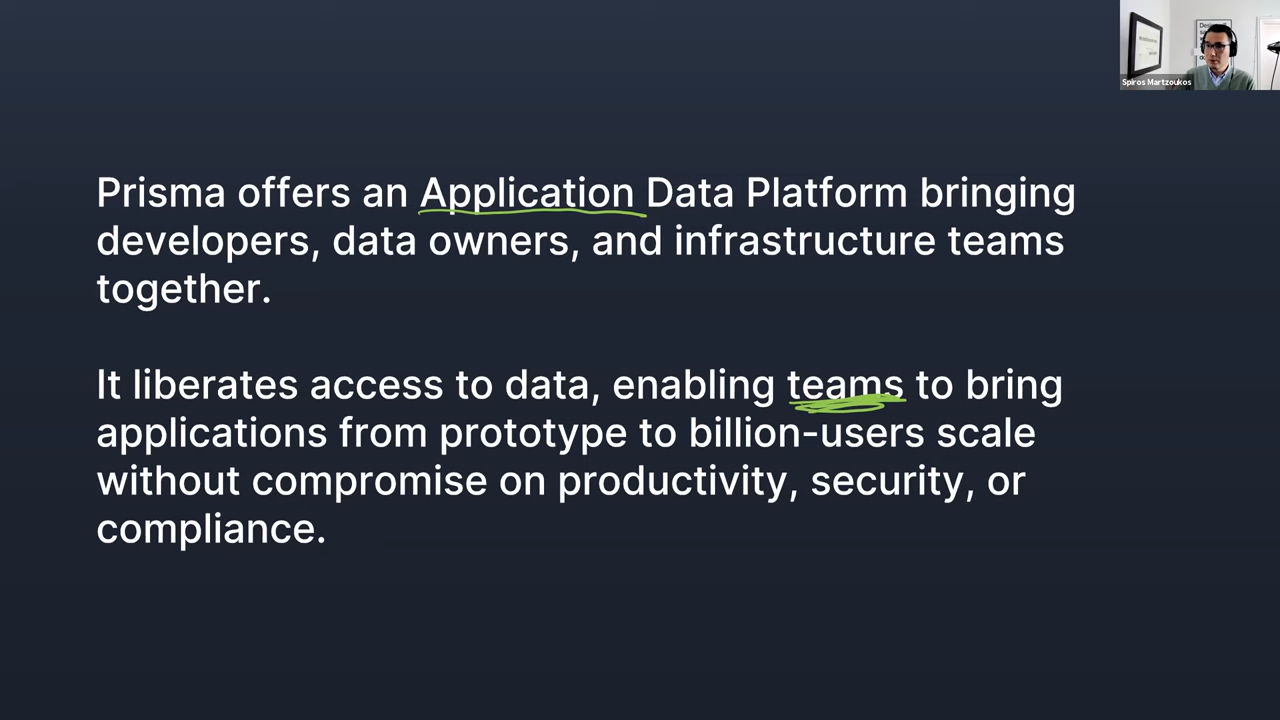 Spiros Martzoukos
Prisma offers an Application Data Platform bringing
developers, data owners, and infrastructure teams
together.
It liberates access to data, enabling teams to bring
applications from prototype to billion-users scale
without compromise on productivity, security, or
compliance.